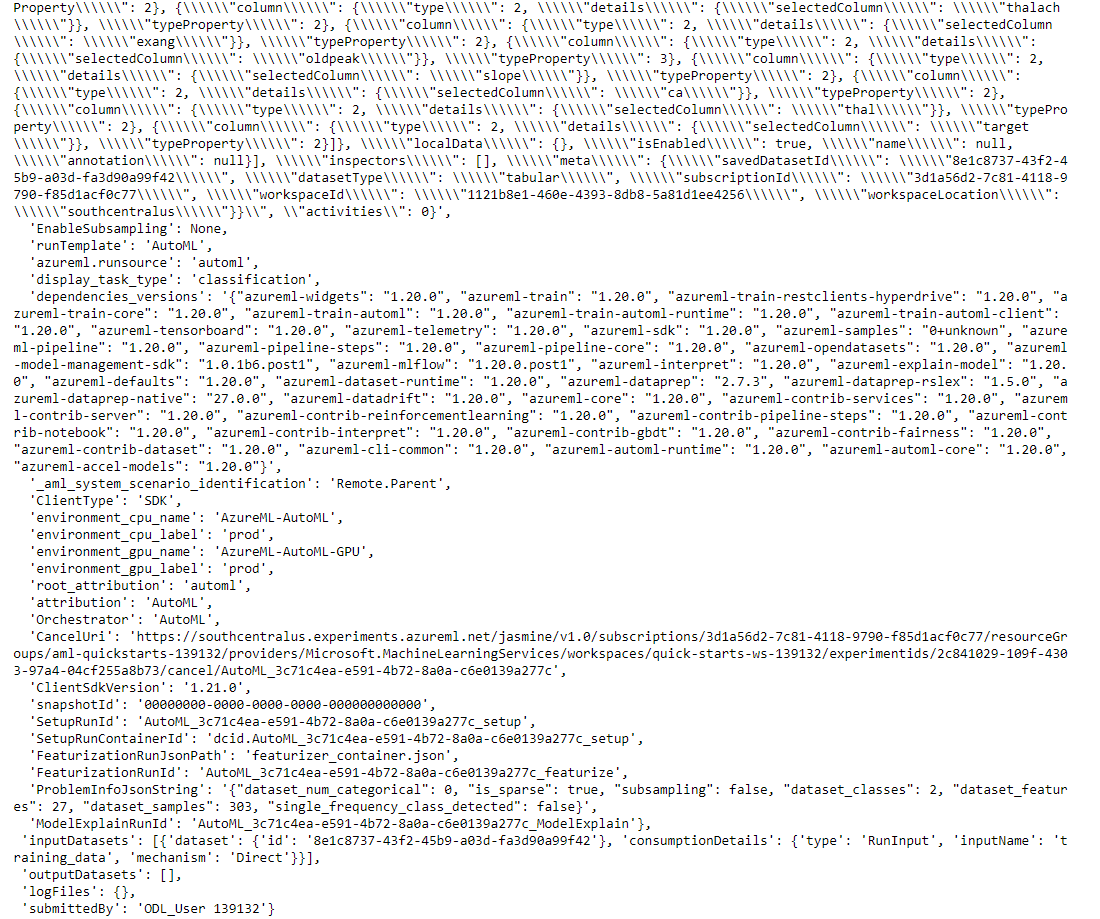 Property\\\\\\": 2}, {\\\\\\"column\\\\\\": {\\\\\\"type\\\\\\": 2, \\\\\\"details\\\\\\": {\\\\\\"selectedColumn\\\\\\": \\\\\\"thalach
\\\\\\"}}, \\\\\\"typeProperty\\\\\\": 2}, {\\\\\\"column\\\\\\": {\\\\\\"type\\\\\\": 2, \\\\\\"details\\\\\\": {\\\\\\"selectedColumn
\\\\\\": \\\\\\"exang\\\\\\"}}, \\\\\\"typeProperty\\\\\\": 2}, {\\\\\\"column\\\\\\": {\\\\\\"type\\\\\\": 2, \\\\\\"details\\\\\\":
{\\\\\\"selectedColumn\\\\\\": \\\\\\"oldpeak\\\\\\"}}, \\\\\\"typeProperty\\\\\\": 3}, {\\\\\\"column\\\\\\": {\\\\\\"type\\\\\\": 2,
\\\\\\"details\\\\\\": {\\\\\\"selectedColumn\\\\\\": \\\\\\"slope\\\\\\"}}, \\\\\\"typeProperty\\\\\\": 2}, {\\\\\\"column\\\\\\":
{\\\\\\"type\\\\\\": 2, \\\\\\"details\\\\\\": {\\\\\\"selectedColumn\\\\\\": \\\\\\"ca\\\\\\"}}, \\\\\\"typeProperty\\\\\\": 2},
{\\\\\\"column\\\\\\": {\\\\\\"type\\\\\\": 2, \\\\\\"details\\\\\\": {\\\\\\"selectedColumn\\\\\\": \\\\\\"thal\\\\\\"}}, \\\\\\"typePro
perty\\\\\\": 2}, {\\\\\\"column\\\\\\": {\\\\\\"type\\\\\\": 2, \\\\\\"details\\\\\\": {\\\\\\"selectedColumn\\\\\\": \\\\\\"target
\\\\\\"}}, \\\\\\"typeProperty\\\\\\": 2}]}, \\\\\\"localData\\\\\\": {}, \\\\\\"isEnabled\\\\\\": true, \\\\\\"name\\\\\\": null,
\\\\\\"annotation\\\\\\": null}], \\\\\\"inspectors\\\\\\": [], \\\\\\"meta\\\\\\": {\\\\\\"savedDatasetId\\\\\\": \\\\\\"8e1c8737-43f2-4
5b9-a03d-fa3d90a99f42\\\\\\", \\\\\\"datasetType\\\\\\": \\\\\\"tabular\\\\\\", \\\\\\"subscriptionId\\\\\\": \\\\\\"3d1a56d2-7c81-4118-9
790-f85d1acf0c77\\\\\\", \\\\\\"workspaceId\\\\\\": \\\\\\"1121b8e1-460e-4393-8db8-5a81d1ee4256\\\\\\", \\\\\\"workspaceLocation\\\\\\":
\\\\\\"southcentralus\\\\\\"}}\\", \\"activities\\": 0}',
'EnableSubsampling': None,
'runTemplate': 'AutoML',
'azureml.runsource': 'automl',
'display_task_type': 'classification',
'dependencies_versions': '{"azureml-widgets": "1.20.0", "azureml-train": "1.20.0", "azureml-train-restclients-hyperdrive": "1.20.0", "a
zureml-train-core": "1.20.0", "azureml-train-automl": "1.20.0", "azureml-train-automl-runtime": "1.20.0", "azureml-train-automl-client":
"1.20.0", "azureml-tensorboard": "1.20.0", "azureml-telemetry": "1.20.0", "azureml-sdk": "1.20.0", "azureml-samples": "0+unknown", "azure
ml-pipeline": "1.20.0", "azureml-pipeline-steps": "1.20.0", "azureml-pipeline-core": "1.20.0", "azureml-opendatasets": "1.20.0", "azureml
-model-management-sdk": "1.0.1b6.post1", "azureml-mlflow": "1.20.0.post1", "azureml-interpret": "1.20.0", "azureml-explain-model": "1.20.
0", "azureml-defaults": "1.20.0", "azureml-dataset-runtime": "1.20.0", "azureml-dataprep": "2.7.3", "azureml-dataprep-rslex": "1.5.0", "a
zureml-dataprep-native": "27.0.0", "azureml-datadrift": "1.20.0", "azureml-core": "1.20.0", "azureml-contrib-services": "1.20.0", "azurem
l-contrib-server": "1.20.0", "azureml-contrib-reinforcementlearning": "1.20.0", "azureml-contrib-pipeline-steps": "1.20.0", "azureml-cont
rib-notebook": "1.20.0", "azureml-contrib-interpret": "1.20.0", "azureml-contrib-gbdt": "1.20.0", "azureml-contrib-fairness": "1.20.0",
"azureml-contrib-dataset": "1.20.0", "azureml-cli-common": "1.20.0", "azureml-automl-runtime": "1.20.0", "azureml-automl-core": "1.20.0",
"azureml-accel-models": "1.20.0"}',
'_aml_system_scenario_identification': 'Remote.Parent',
'ClientType': 'SDK',
'environment_cpu_name': 'AzureML-AutoML',
'environment_cpu_label': 'prod',
'environment_gpu_name': 'AzureML-AutoML-GPU',
'environment_gpu_label': 'prod',
'root_attribution': 'automl',
'attribution': 'AutoML',
'Orchestrator': 'AutoML',
'CancelUri': 'https://southcentralus.experiments.azureml.net/jasmine/v1.0/subscriptions/3d1a56d2-7c81-4118-9790-f85d1acf0c77/resourceGr
oups/aml-quickstarts-139132/providers/Microsoft.MachineLearningServices/workspaces/quick-starts-ws-139132/experimentids/2c841029-109f-430
3-97a4-04cf255a8b73/cancel/AutoML_3c71c4ea-e591-4b72-8a0a-c6e0139a277c',
'ClientSdkVersion': '1.21.0',
'snapshotId': '00000000-0000-0000-0000-000000000000',
'SetupRunId': 'AutoML_3c71c4ea-e591-4b72-8a0a-c6e0139a277c_setup',
'SetupRunContainerId': 'dcid.AutoML_3c71c4ea-e591-4b72-8a0a-c6e0139a277c_setup',
'FeaturizationRunJsonPath': 'featurizer_container.json',
'FeaturizationRunId': 'AutoML_3c71c4ea-e591-4b72-8a0a-c6e0139a277c_featurize',
'ProblemInfoJsonString': '{"dataset_num_categorical": 0, "is_sparse": true, "subsampling": false, "dataset_classes": 2, "dataset_featur
es": 27, "dataset_samples": 303, "single_frequency_class_detected": false}',
'ModelExplainRunId': 'AutoML_3c71c4ea-e591-4b72-8a0a-c6e0139a277c_ModelExplain'},
'inputDatasets': [{'dataset': {'id': '8e1c8737-43f2-45b9-a03d-fa3d90a99f42'}, 'consumptionDetails': {'type': 'RunInput', 'inputName': 't
raining_data', 'mechanism': 'Direct'}}],
'outputDatasets': [],
'logFiles': {},
'submittedBy': 'ODL_User 139132'}